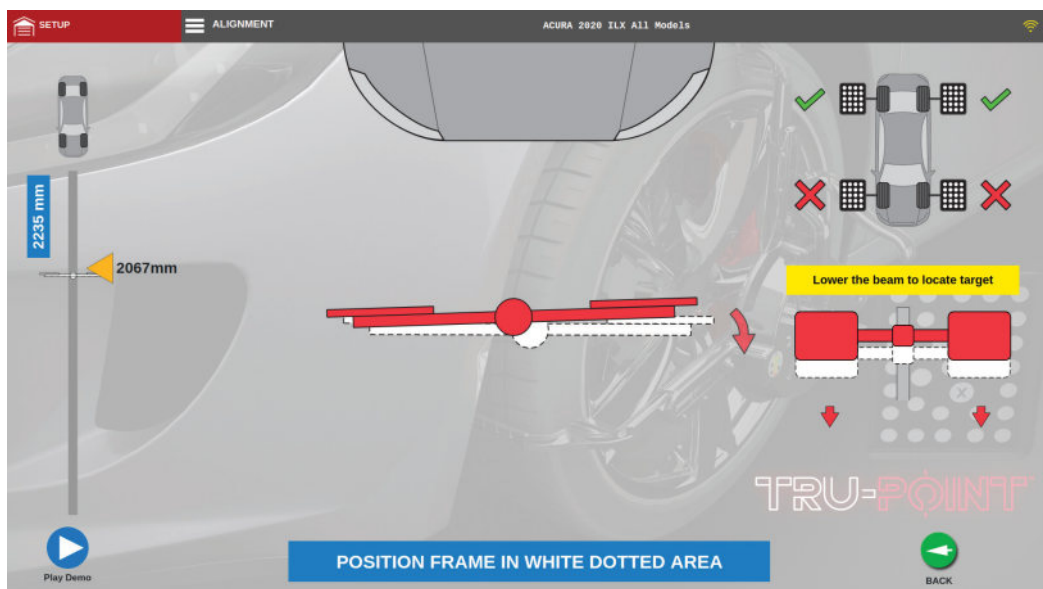 SETUP
ALIGNMENT
ACURA 2020 ILX All Models
2235 mm
2067mm
Lower the beam to locate target
TRU-POINT
POSITION FRAME IN WHITE DOTTED AREA
Play Demo
BACK